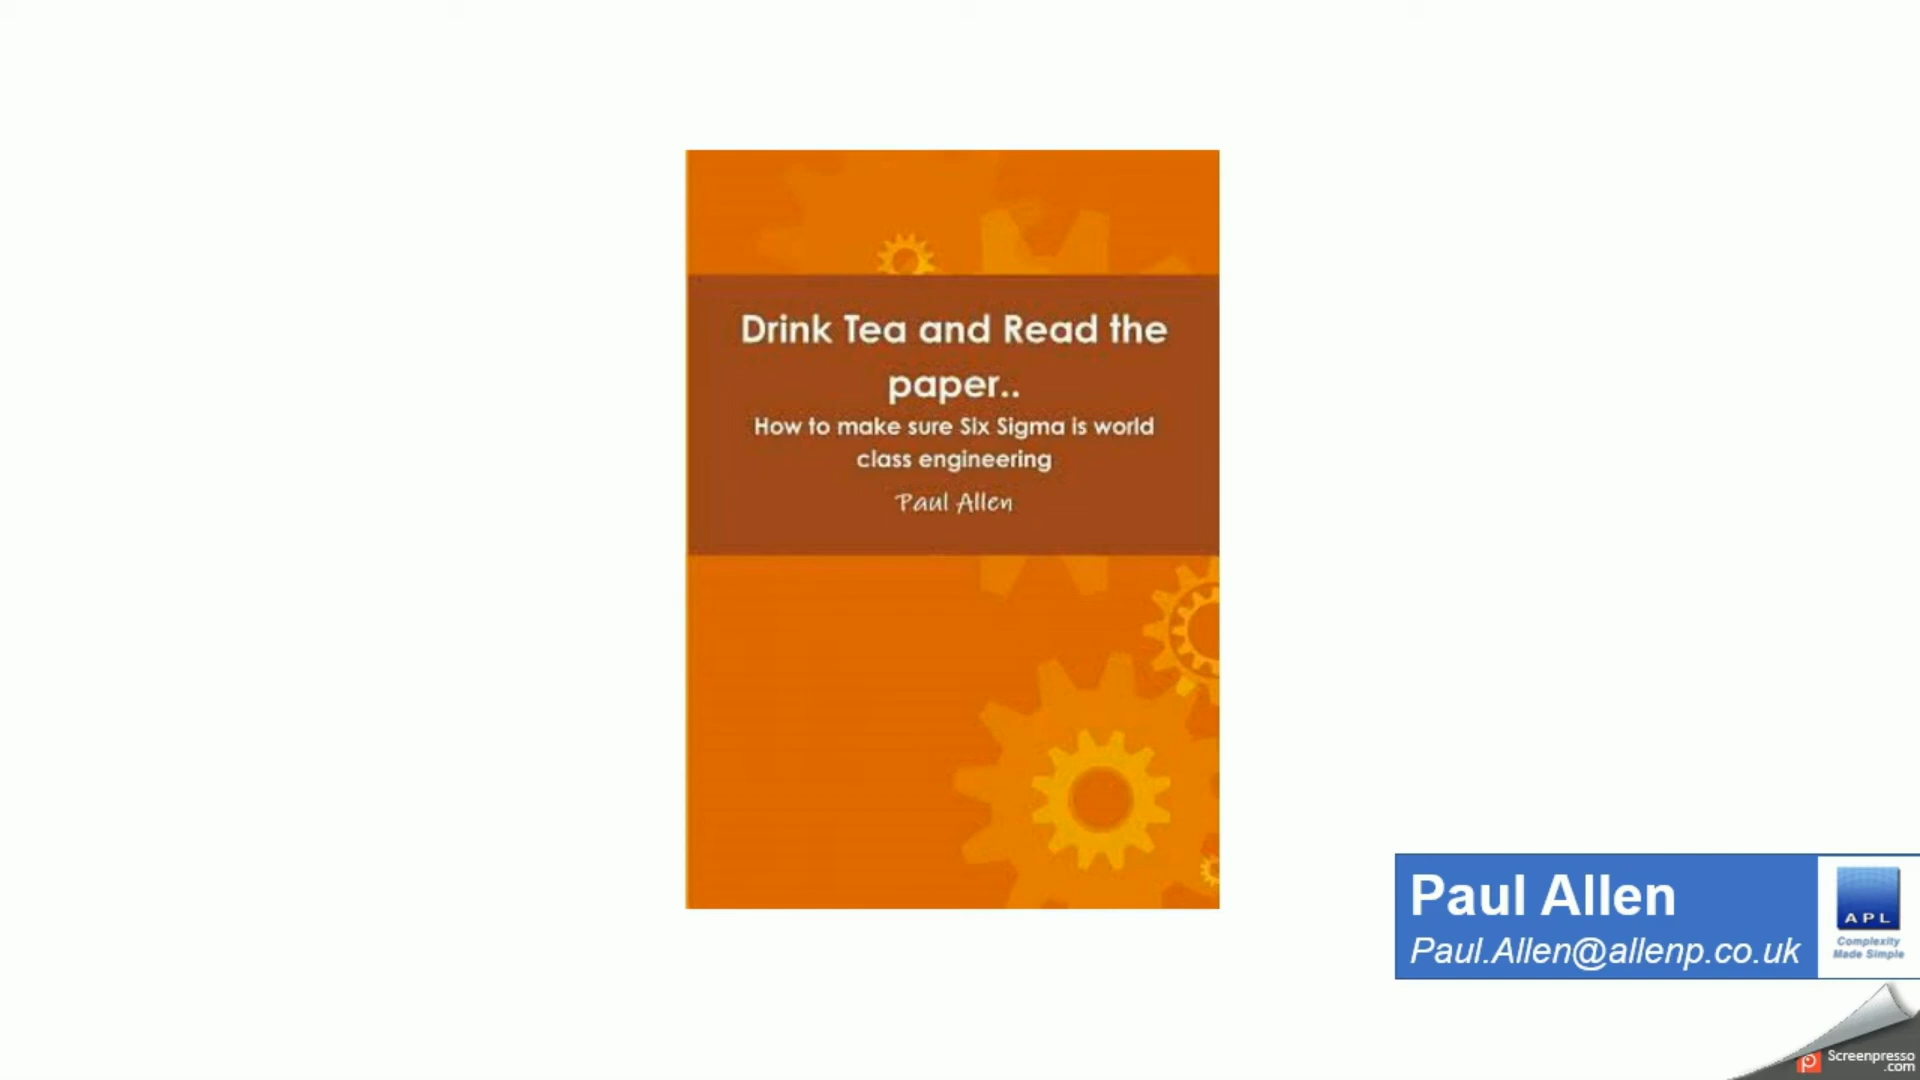 Drink Tea and Read the
paper..
How to make sure Six Sigma is world
class engineering
Paul Allen
Paul Allen
Paul.Allen@allenp.co.uk
APL
Complexity
Made Simple
Screenpresso
.com